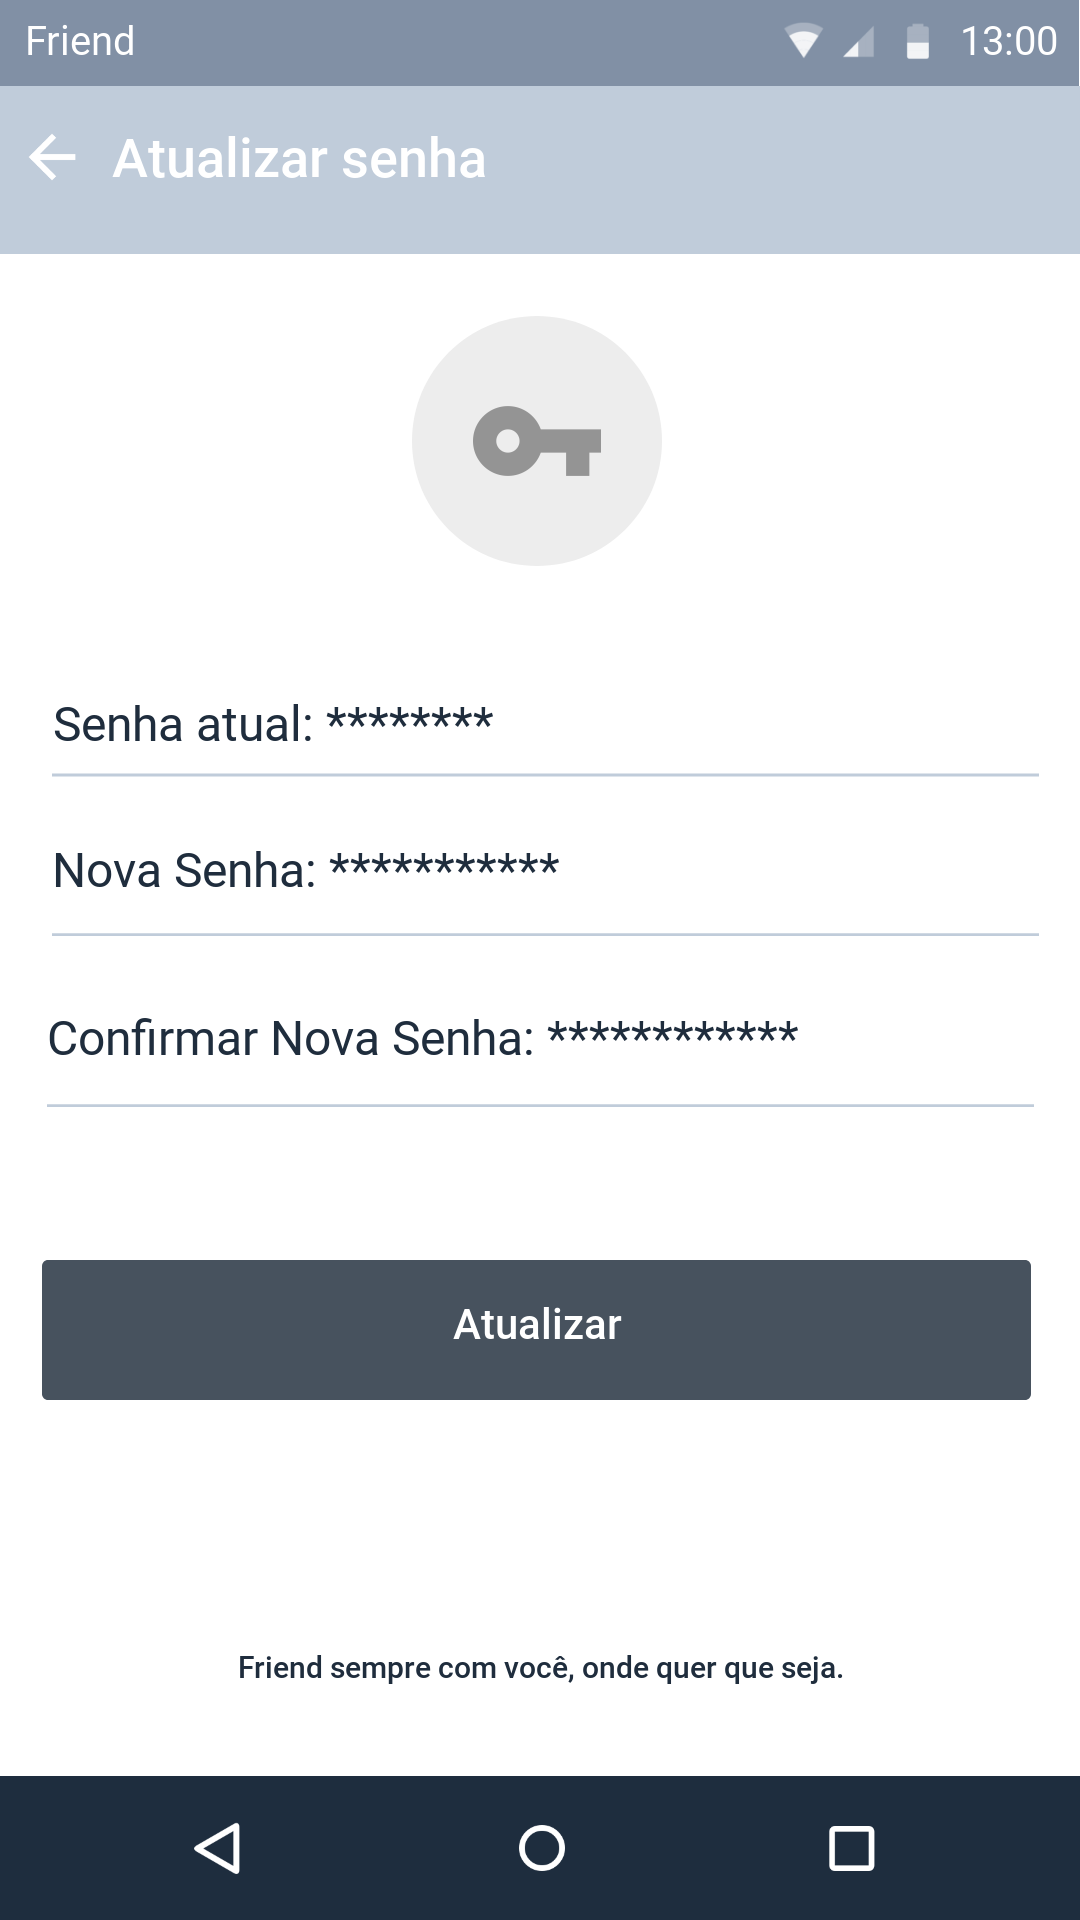 Friend 13:00
Atualizar senha
Senha atual: ********
Nova Senha: ***********
Confirmar Nova Senha: ************
Atualizar
Friend sempre com você, onde quer que seja.